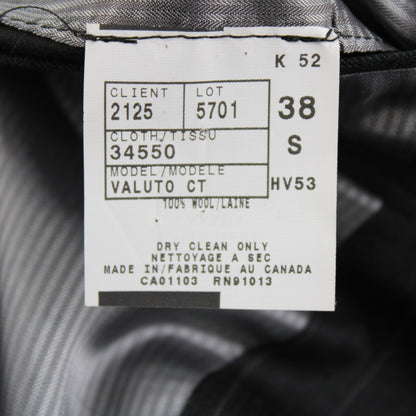 K 52
CLIENT LOT
2125 5701 38
CLOTH/TISSU
34550 S
MODEL/MODELE
VALUTO CT HV53
100% WOOL/LAINE
DRY CLEAN ONLY
NETTOYAGE A SEC
MADE IN/FABRIQUE AU CANADA
CA01103 RN91013